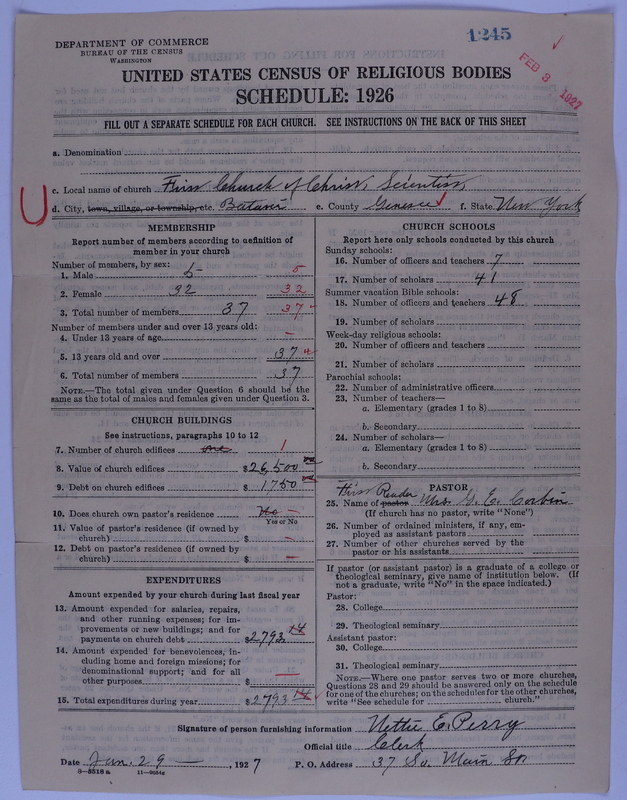 1245
FEB 3 1927
DEPARTMENT OF COMMERCE
BUREAU OF THE CENSUS
WASHINGTON
UNITED STATES CENSUS OF RELIGIOUS BODIES
SCHEDULE: 1926
FILL OUT A SEPARATE SCHEDULE FOR EACH CHURCH. SEE INSTRUCTIONS ON THE BACK OF THIS SHEET
a. Denomination
c. Local name of church First Church of Christ, Scientist,
d. City, town, village, or township, etc. Batavia e. County Genesee f. State New York
MEMBERSHIP
Report number of members according to definition of
member in your church
Number of members, by sex:
1. Male 5 5
2. Female 32 32
3. Total number of members 37 37
Number of members under and over 13 years old:
4. Under 13 years of age –
5. 13 years old and over 37
6. Total number of members 37
NOTE.—The total given under Question 6 should be the
same as the total of males and females given under Question 3.
CHURCH BUILDINGS
See instructions, paragraphs 10 to 12
7. Number of church edifices one 1
8. Value of church edifices $26,500
9. Debt on church edifices $1750
10. Does church own pastor's residence No –
Yes or No
11. Value of pastor's residence (if owned by
church) $ –
12. Debt on pastor's residence (if owned by
church) $ –
EXPENDITURES
Amount expended by your church during last fiscal year
13. Amount expended for salaries, repairs,
and other running expenses; for im-
provements or new buildings; and for
payments on church debt $2,793 14
14. Amount expended for benevolences, in-
cluding home and foreign missions; for
denominational support; and for all
other purposes $ –
15. Total expenditures during year $2,793 14
CHURCH SCHOOLS
Report here only schools conducted by this church
Sunday schools:
16. Number of officers and teachers 7
17. Number of scholars 41
Summer vacation Bible schools:
18. Number of officers and teachers 48
19. Number of scholars
Week-day religious schools:
20. Number of officers and teachers
21. Number of scholars
Parochial schools:
22. Number of administrative officers
23. Number of teachers—
a. Elementary (grades 1 to 8)
b. Secondary
24. Number of scholars—
a. Elementary (grades 1 to 8)
b. Secondary
PASTOR
First Reader
25. Name of pastor Mrs. G. E. Corbin
(If church has no pastor, write "None")
26. Number of ordained ministers, if any, em-
ployed as assistant pastors
27. Number of other churches served by the
pastor or his assistants
If pastor (or assistant pastor) is a graduate of a college or
theological seminary, give name of institution below. (If
not a graduate, write "No" in the space indicated.)
Pastor:
28. College
29. Theological seminary
Assistant pastor:
30. College
31. Theological seminary
NOTE.—Where one pastor serves two or more churches,
Questions 28 and 29 should be answered only on the schedule
for one of the churches; on the schedules for the other churches,
write "See schedule for church."
Signature of person furnishing information Nettie E. Perry
Official title Clerk
Date Jan. 29 , 1927 P. O. Address 37 So. Main St.
8—5518a 11—9054g